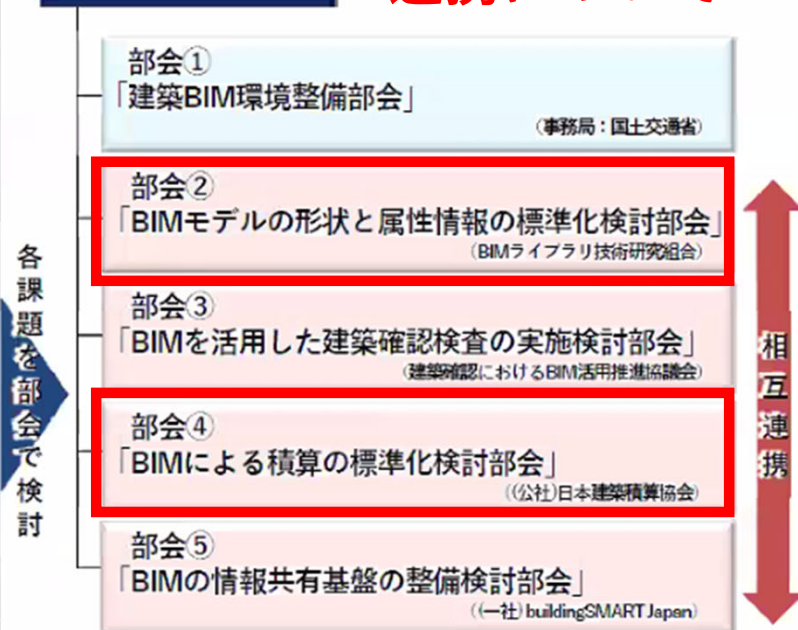 部会①
「建築BIM環境整備部会」
（事務局：国土交通省）
部会②
「BIMモデルの形状と属性情報の標準化検討部会」
（BIMライブラリ技術研究組合）
部会③
「BIMを活用した建築確認検査の実施検討部会」
（建築確認におけるBIM活用推進協議会）
部会④
「BIMによる積算の標準化検討部会」
（(公社)日本建築積算協会）
部会⑤
「BIMの情報共有基盤の整備検討部会」
（(一社) buildingSMART Japan）
各課題を部会で検討
相互連携